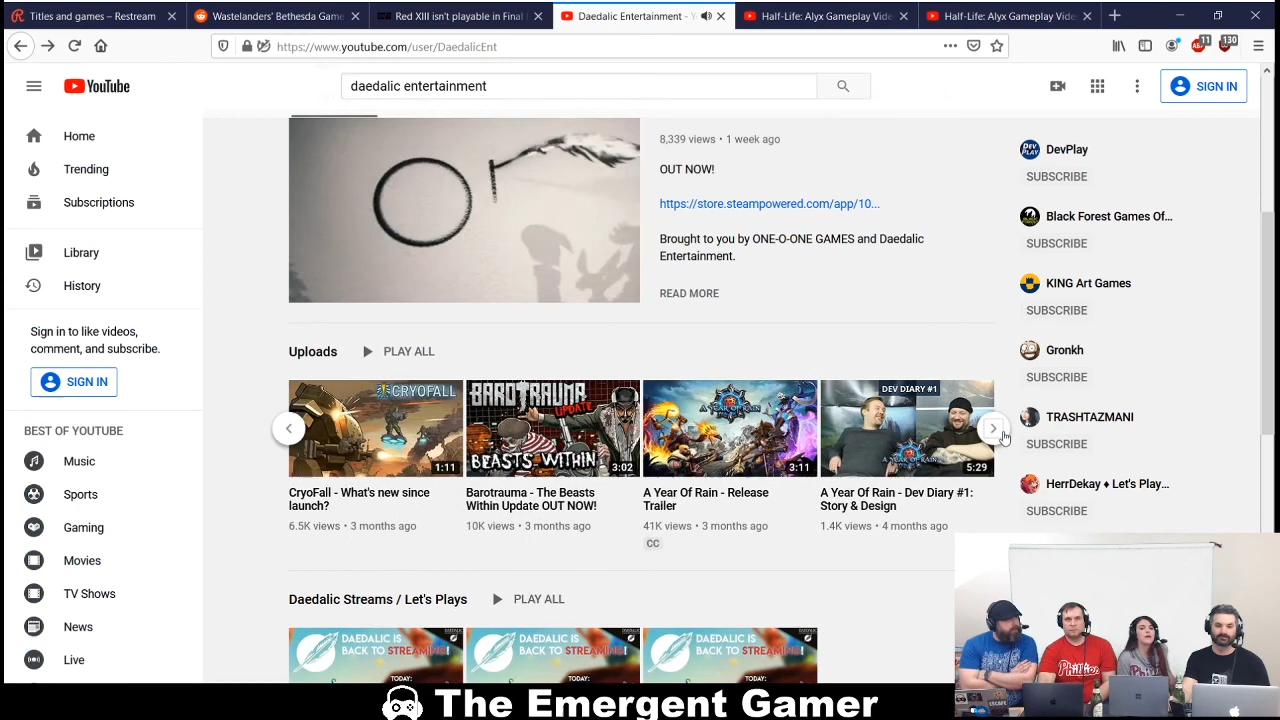 Titles and games – Restream
Wastelanders' Bethesda Game
Red XIII isn't playable in Final
Daedalic Entertainment - Y
Half-Life: Alyx Gameplay Vide
Half-Life: Alyx Gameplay Vide
https://www.youtube.com/user/DaedalicEnt
11
130
YouTube
daedalic entertainment
SIGN IN
Home
Trending
Subscriptions
Library
History
Sign in to like videos,
comment, and subscribe.
SIGN IN
BEST OF YOUTUBE
Music
Sports
Gaming
Movies
TV Shows
News
Live
8,339 views • 1 week ago
OUT NOW!
https://store.steampowered.com/app/10...
Brought to you by ONE-O-ONE GAMES and Daedalic
Entertainment.
READ MORE
Uploads
PLAY ALL
CRYOFALL
1:11
CryoFall - What's new since
launch?
6.5K views • 3 months ago
BAROTRAUMA
UPDATE
BEASTS WITHIN
3:02
Barotrauma - The Beasts
Within Update OUT NOW!
10K views • 3 months ago
A YEAR OF RAIN
3:11
A Year Of Rain - Release
Trailer
41K views • 3 months ago
CC
DEV DIARY #1
A YEAR OF RAIN
5:29
A Year Of Rain - Dev Diary #1:
Story & Design
1.4K views • 4 months ago
Daedalic Streams / Let's Plays
PLAY ALL
DAEDALIC IS
BACK TO STREAMING!
TODAY:
DAEDALIC IS
BACK TO STREAMING!
TODAY:
DAEDALIC IS
BACK TO STREAMING!
TODAY:
DEV
PLAY
DevPlay
SUBSCRIBE
Black Forest Games Of...
SUBSCRIBE
KING Art Games
SUBSCRIBE
Gronkh
SUBSCRIBE
TRASHTAZMANI
SUBSCRIBE
HerrDekay ♦ Let's Play...
SUBSCRIBE
Phillies
The Emergent Gamer